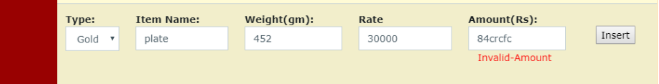 Type: Item Name: Weight(gm): Rate Amount(Rs):
Gold plate 452 30000 84crcfc Insert
Invalid-Amount